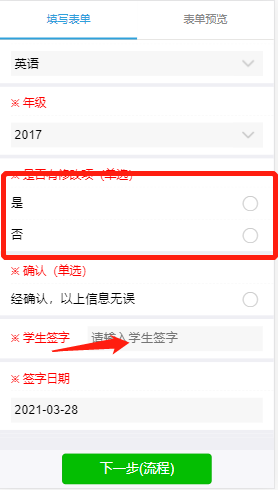 填写表单 表单预览
英语
※ 年级
2017
※ 是否有修改项（单选）
是
否
※ 确认（单选）
经确认，以上信息无误
※ 学生签字 请输入学生签字
※ 签字日期
2021-03-28
下一步(流程)